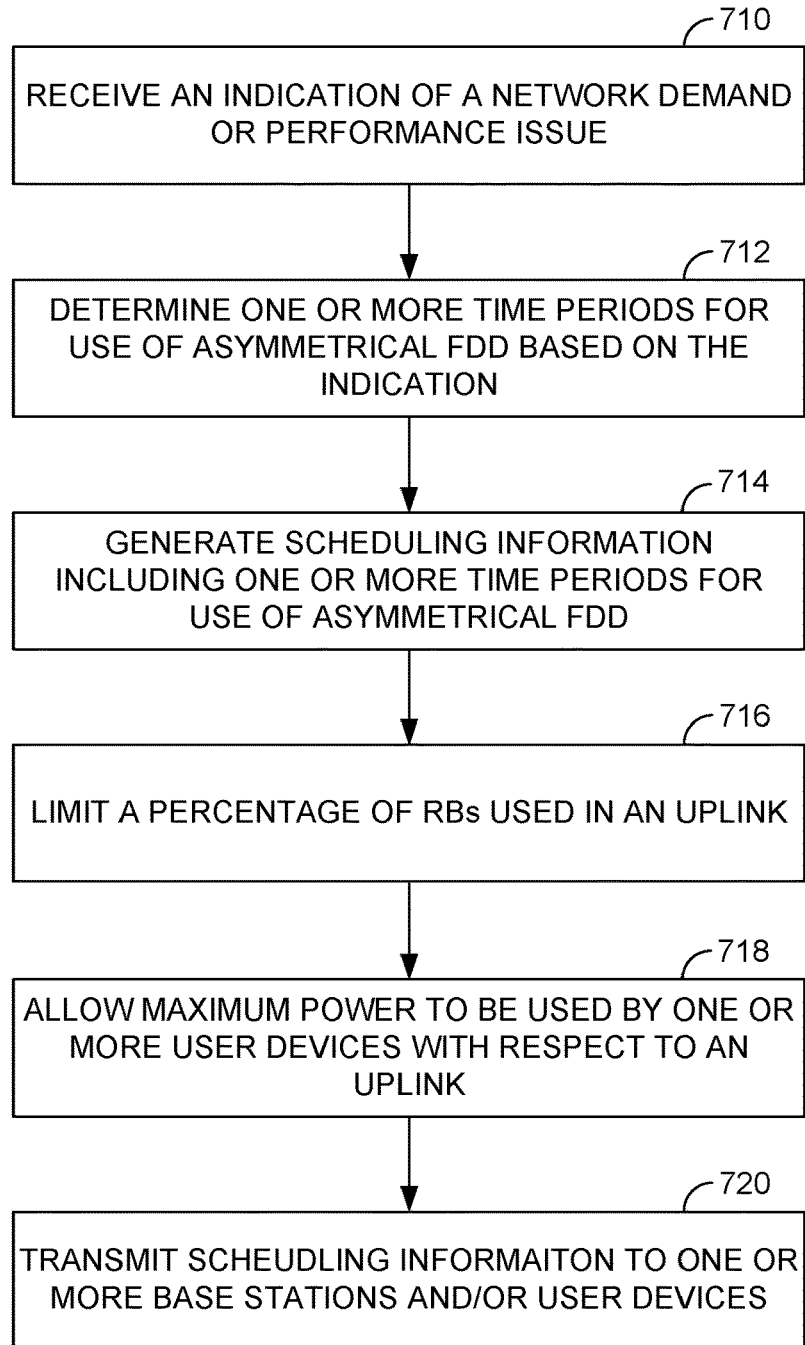 710
RECEIVE AN INDICATION OF A NETWORK DEMAND
OR PERFORMANCE ISSUE
712
DETERMINE ONE OR MORE TIME PERIODS FOR
USE OF ASYMMETRICAL FDD BASED ON THE
INDICATION
714
GENERATE SCHEDULING INFORMATION
INCLUDING ONE OR MORE TIME PERIODS FOR
USE OF ASYMMETRICAL FDD
716
LIMIT A PERCENTAGE OF RBs USED IN AN UPLINK
718
ALLOW MAXIMUM POWER TO BE USED BY ONE OR
MORE USER DEVICES WITH RESPECT TO AN
UPLINK
720
TRANSMIT SCHEUDLING INFORMAITON TO ONE OR
MORE BASE STATIONS AND/OR USER DEVICES